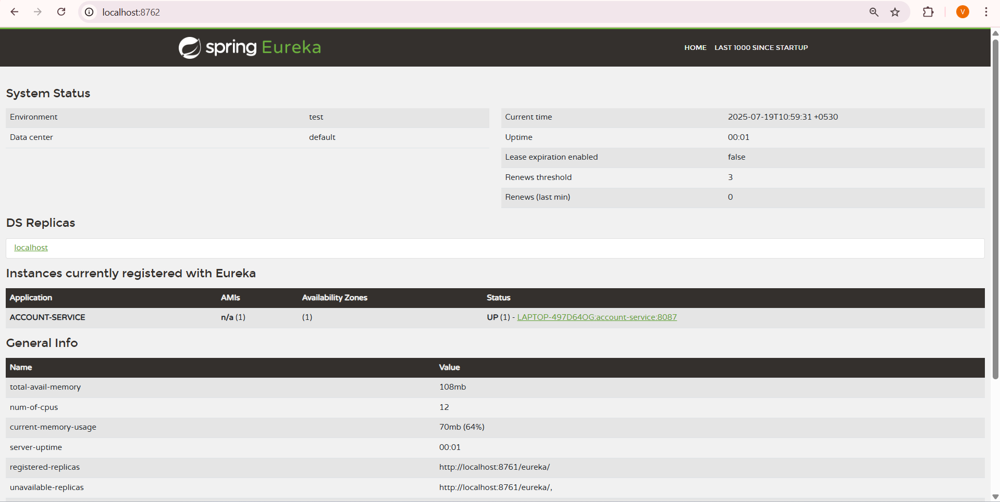 localhost:8762
V
spring Eureka
HOME LAST 1000 SINCE STARTUP
System Status
Environment test
Data center default
Current time 2025-07-19T10:59:31 +0530
Uptime 00:01
Lease expiration enabled false
Renews threshold 3
Renews (last min) 0
DS Replicas
localhost
Instances currently registered with Eureka
Application AMIs Availability Zones Status
ACCOUNT-SERVICE n/a (1) (1) UP (1) - LAPTOP-497D64OG:account-service:8087
General Info
Name Value
total-avail-memory 108mb
num-of-cpus 12
current-memory-usage 70mb (64%)
server-uptime 00:01
registered-replicas http://localhost:8761/eureka/
unavailable-replicas http://localhost:8761/eureka/,